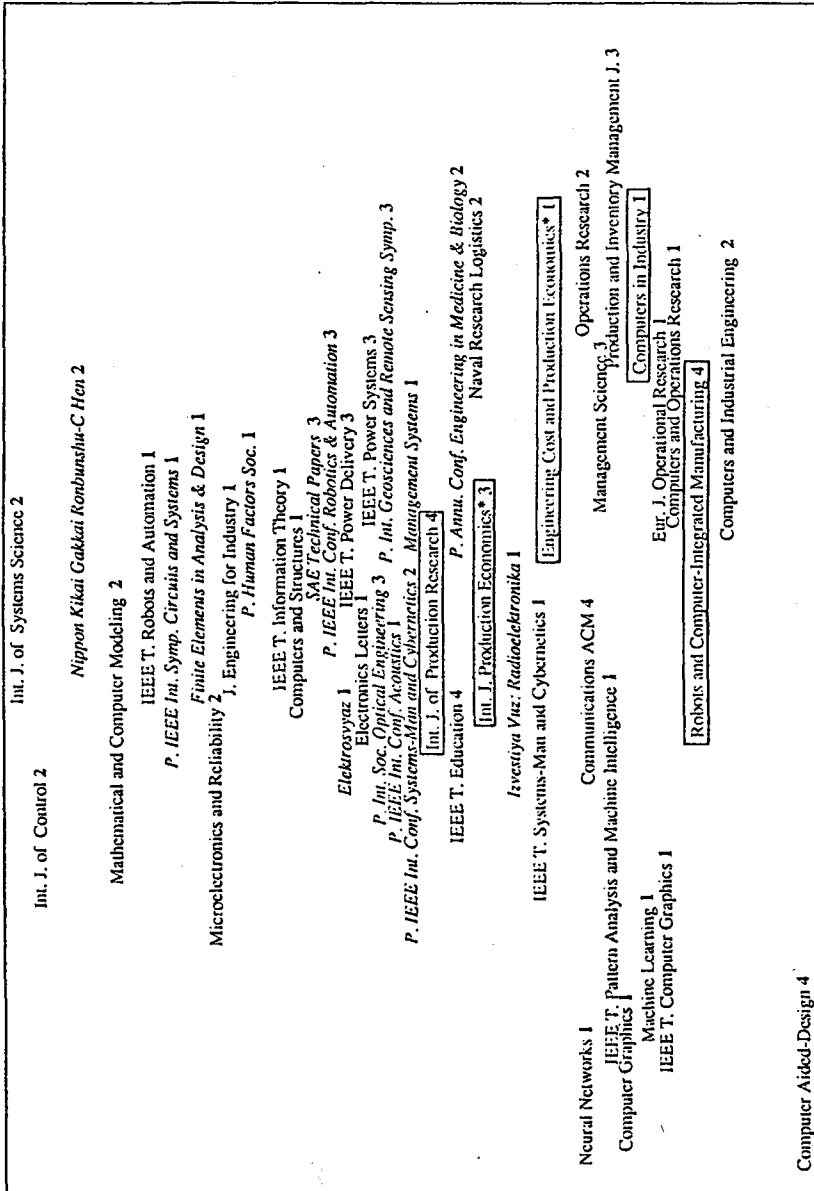 Int. J. of Systems Science 2
Int. J. of Control 2
Nippon Kikai Gakkai Ronbunshu-C Hen 2
Mathematical and Computer Modeling 2
IEEE T. Robots and Automation 1
P. IEEE Int. Symp. Circuits and Systems 1
Finite Elements in Analysis & Design 1
Microelectronics and Reliability 2
J. Engineering for Industry 1
P. Human Factors Soc. 1
IEEE T. Information Theory 1
Computers and Structures 1
SAE Technical Papers 3
P. IEEE Int. Conf. Robotics & Automation 3
Elektrosvyaz 1
IEEE T. Power Delivery 3
Electronics Letters 1
IEEE T. Power Systems 3
P. Int. Soc. Optical Engineering 3
P. Int. Geosciences and Remote Sensing Symp. 3
P. IEEE Int. Conf. Acoustics 1
P. IEEE Int. Conf. Systems-Man and Cybernetics 2
Management Systems 1
Int. J. of Production Research 4
IEEE T. Education 4
P. Annu. Conf. Engineering in Medicine & Biology 2
Int. J. Production Economics* 3
Naval Research Logistics 2
Izvestiya Vuz: Radioelektronika 1
IEEE T. Systems-Man and Cybernetics 1
Engineering Cost and Production Economics* 1
Neural Networks 1
Communications ACM 4
Operations Research 2
Management Science 3
IEEE T. Pattern Analysis and Machine Intelligence 1
Production and Inventory Management J. 3
Computer Graphics 1
Computers in Industry 1
Machine Learning 1
Eur. J. Operational Research 1
IEEE T. Computer Graphics 1
Computers and Operations Research 1
Robots and Computer-Integrated Manufacturing 4
Computers and Industrial Engineering 2
Computer Aided-Design 4